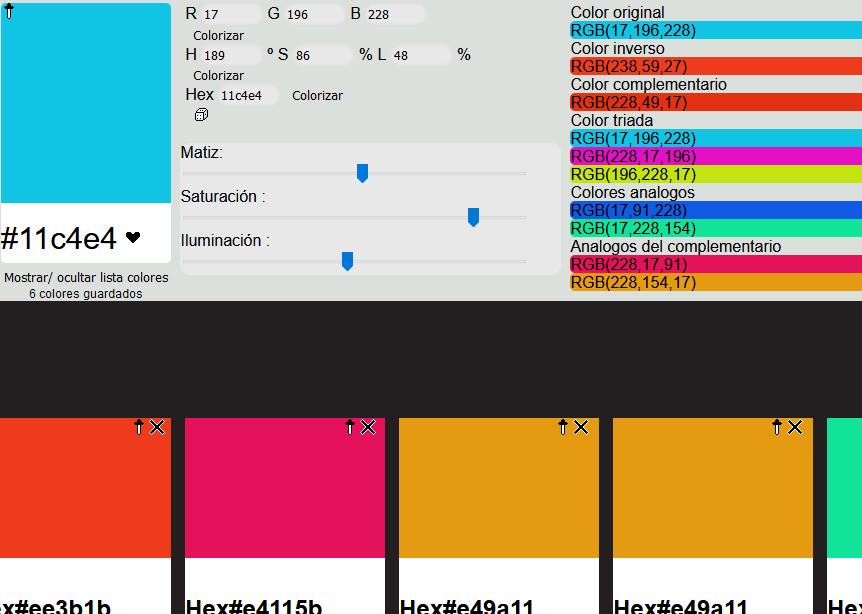 R 17 G 196 B 228
Colorizar
H 189 º S 86 % L 48 %
Colorizar
Hex 11c4e4 Colorizar
Matiz:
Saturación :
Iluminación :
#11c4e4
Mostrar/ ocultar lista colores
6 colores guardados
Color original
RGB(17,196,228)
Color inverso
RGB(238,59,27)
Color complementario
RGB(228,49,17)
Color triada
RGB(17,196,228)
RGB(228,17,196)
RGB(196,228,17)
Colores analogos
RGB(17,91,228)
RGB(17,228,154)
Analogos del complementario
RGB(228,17,91)
RGB(228,154,17)
ex#ee3b1b Hex#e4115b Hex#e49a11 Hex#e49a11 He